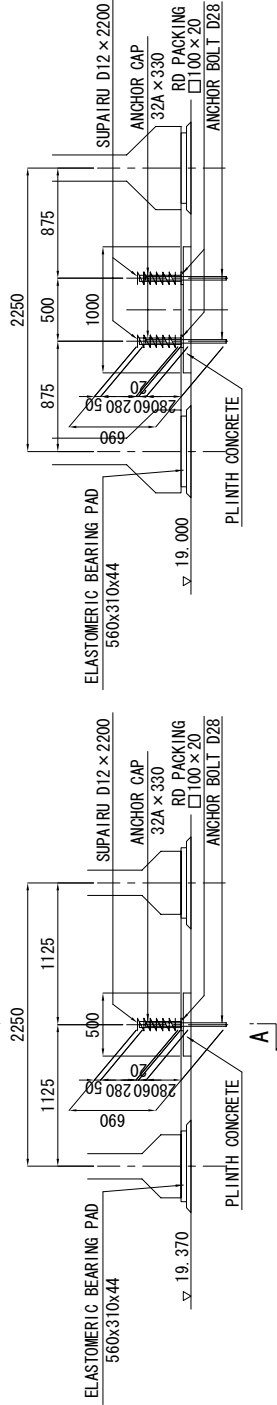 2250
1125
1125
500
SUPAIRU D12×2200
ANCHOR CAP
32A×330
RD PACKING
□100×20
ANCHOR BOLT D28
ELASTOMERIC BEARING PAD
560x310x44
690
280
60
280
50
20
▽ 19.370
PLINTH CONCRETE
A
2250
875
500
875
1000
SUPAIRU D12×2200
ANCHOR CAP
32A×330
RD PACKING
□100×20
ANCHOR BOLT D28
ELASTOMERIC BEARING PAD
560x310x44
690
280
60
280
50
20
▽ 19.000
PLINTH CONCRETE